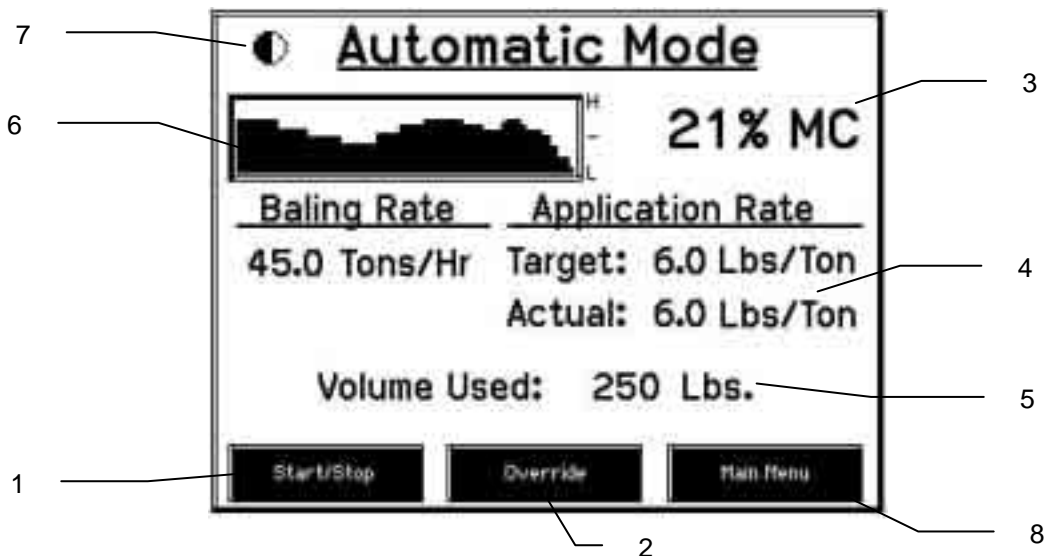 7
Automatic Mode
3
6
H
-
L
21% MC
Baling Rate
Application Rate
45.0 Tons/Hr
Target: 6.0 Lbs/Ton
4
Actual: 6.0 Lbs/Ton
Volume Used: 250 Lbs.
5
1
Start/Stop
Override
Main Menu
2
8